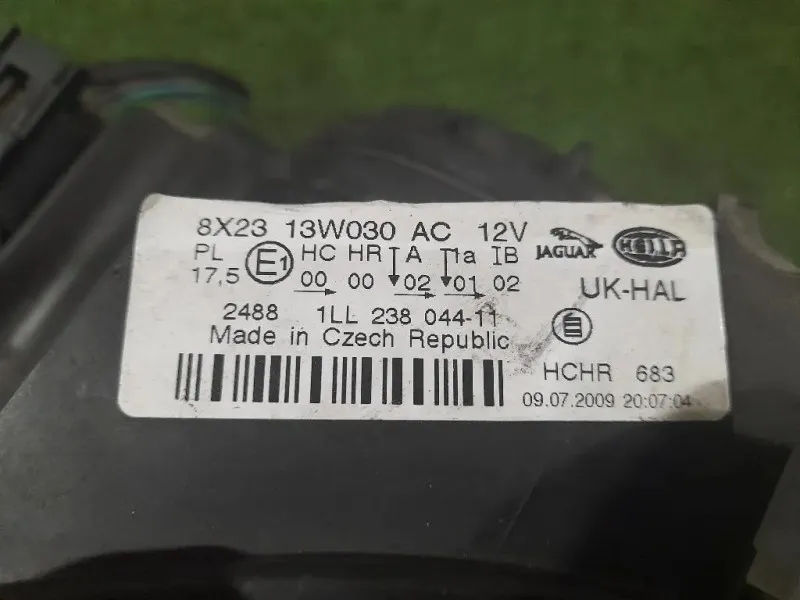 8X23 13W030 AC 12V
JAGUAR HELLA
PL E1 HC HR A 1a IB
17,5 00 00 02 01 02
UK-HAL
2488 1LL 238 044-11
Made in Czech Republic
HCHR 683
09.07.2009 20:07:04